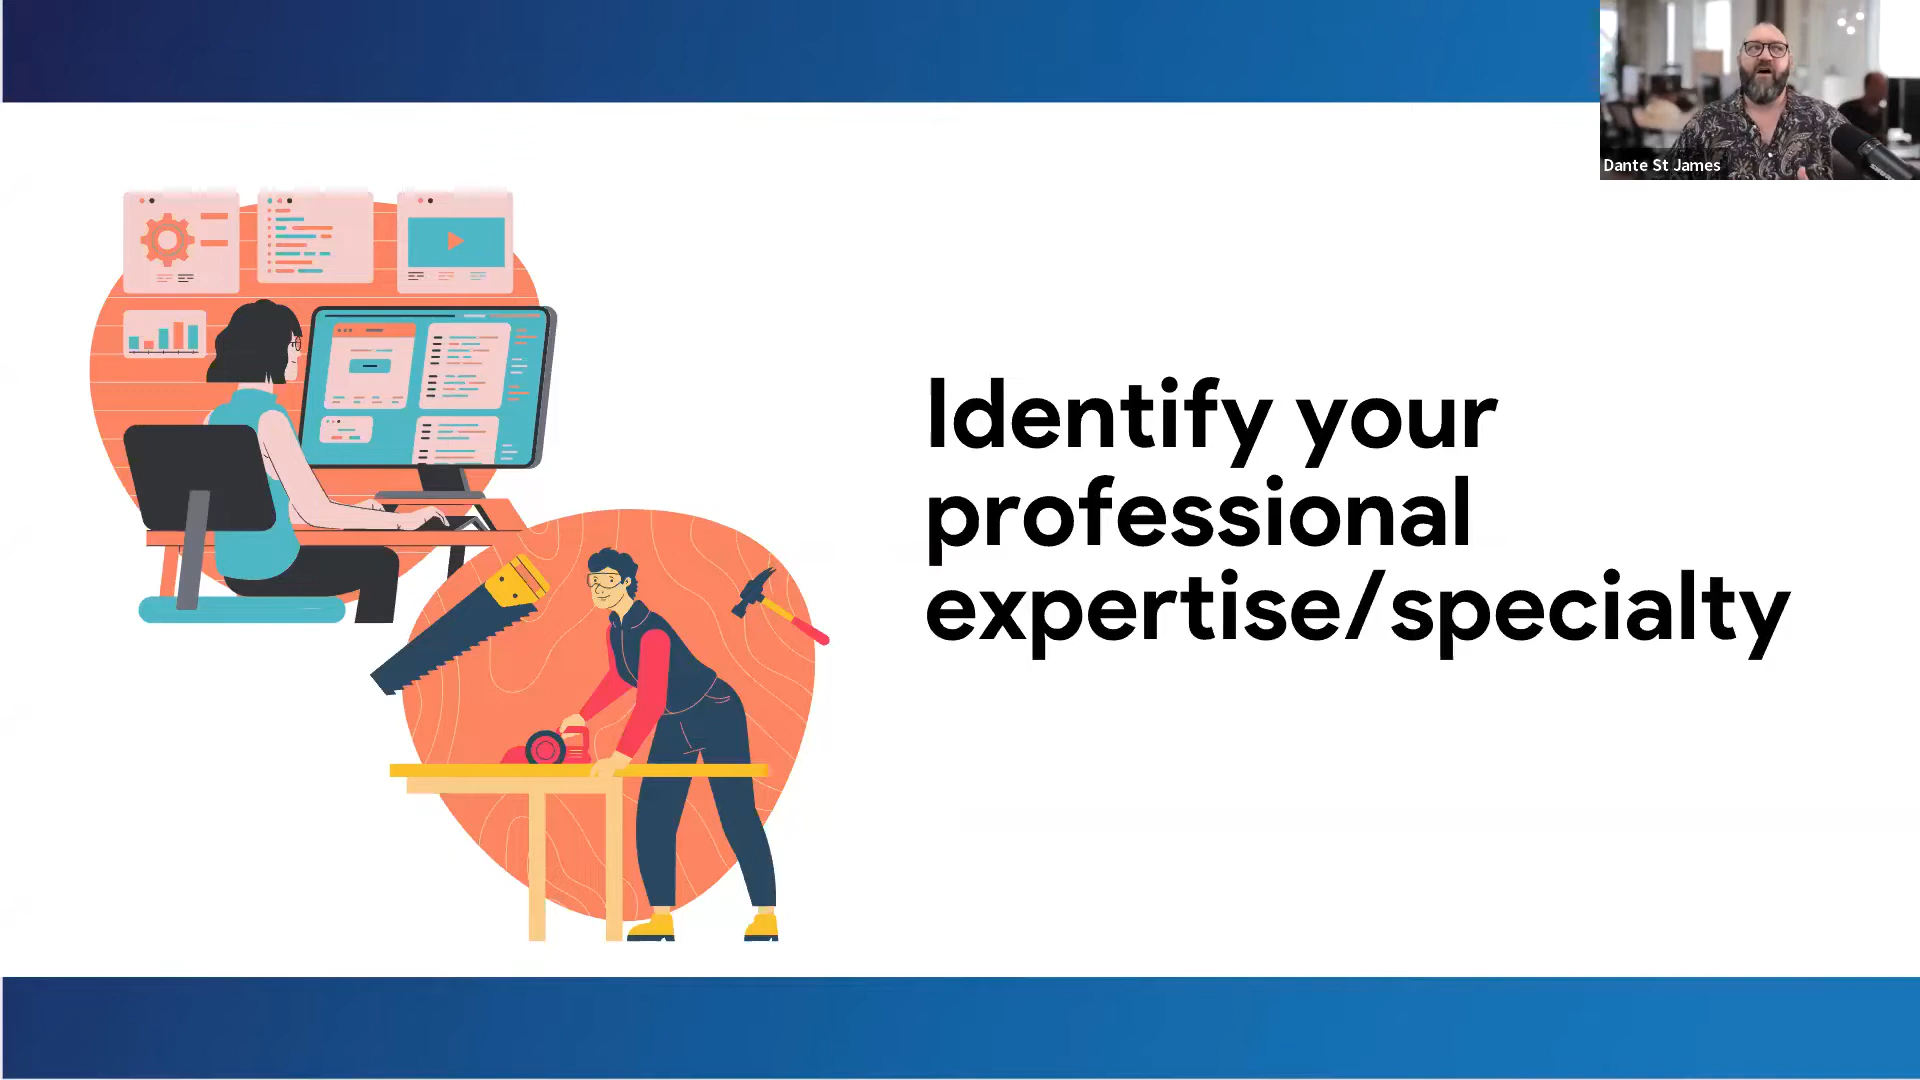 Dante St James
Identify your
professional
expertise/specialty